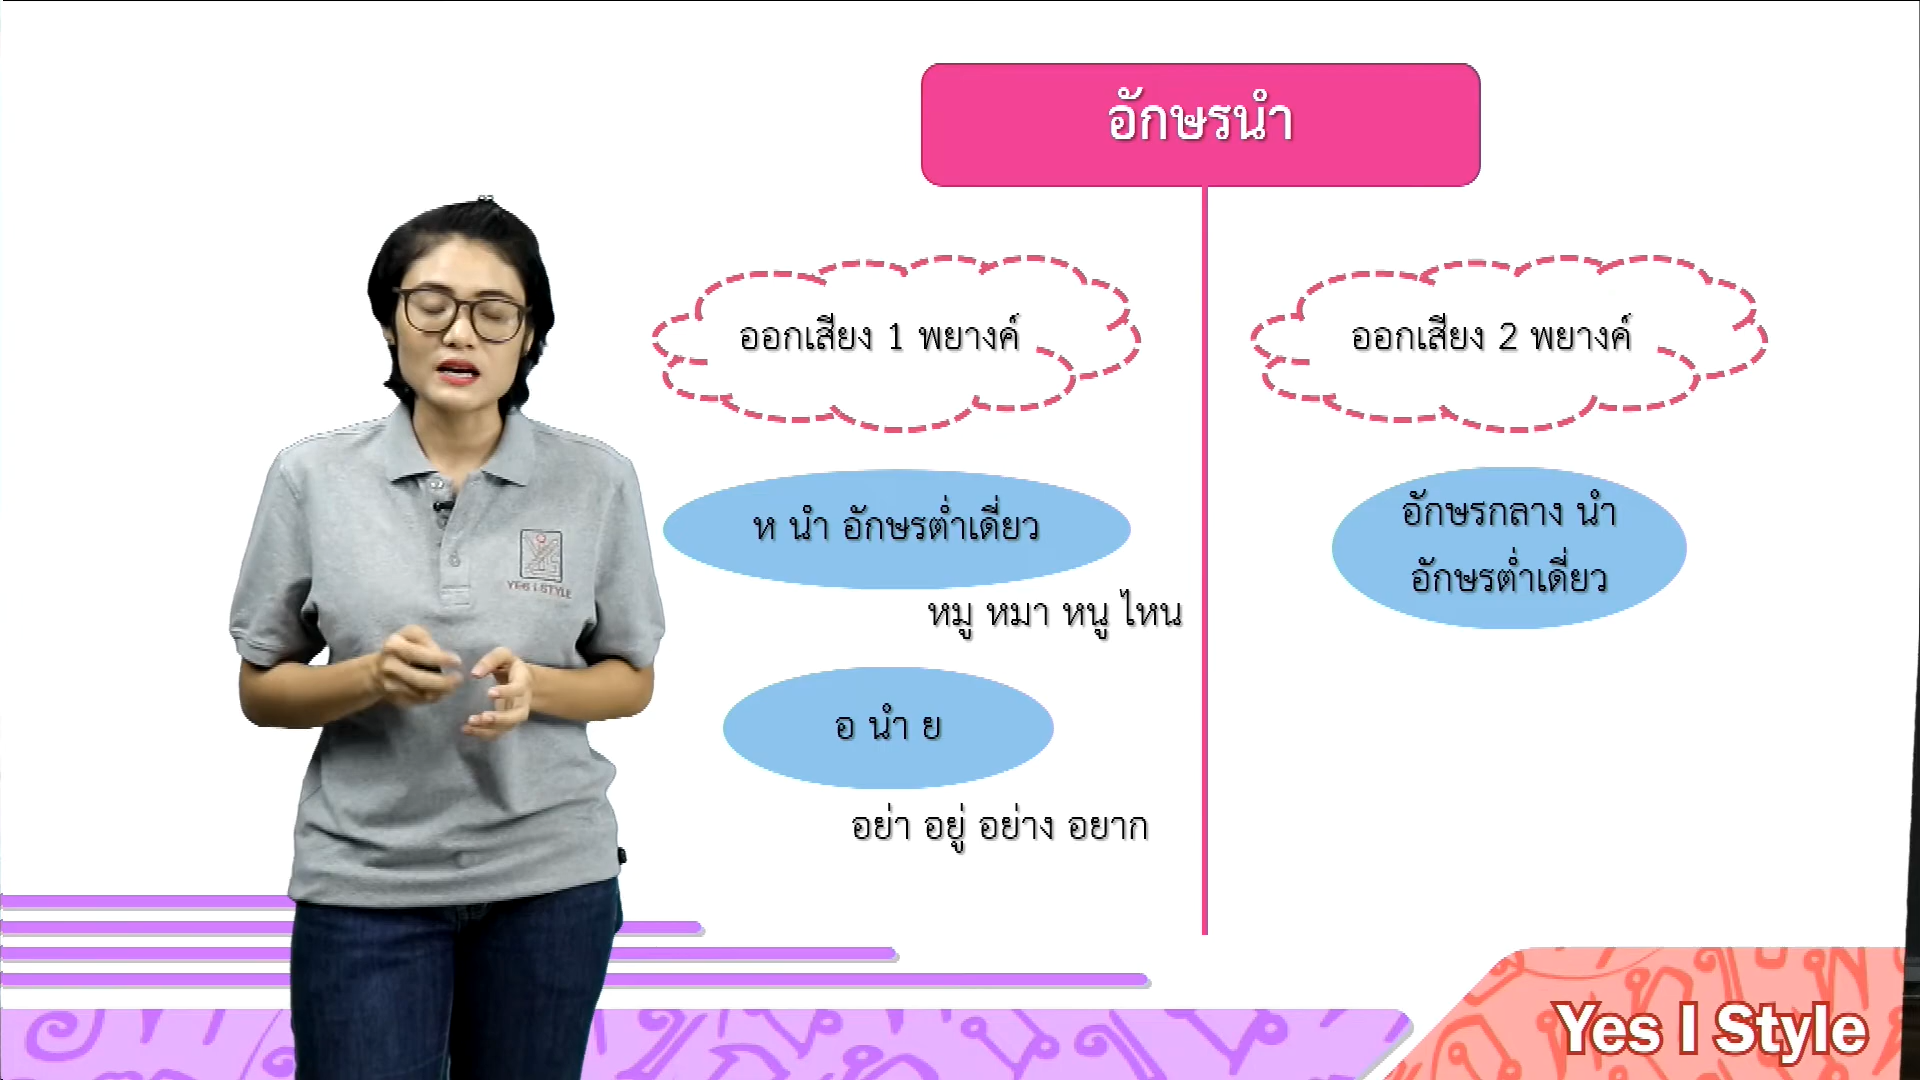 อักษรนำ
ออกเสียง 1 พยางค์
ห นำ อักษรต่ำเดี่ยว
หมู หมา หนู ไหน
อ นำ ย
อย่า อยู่ อย่าง อยาก
ออกเสียง 2 พยางค์
อักษรกลาง นำ
อักษรต่ำเดี่ยว
YES I STYLE
Yes I Style